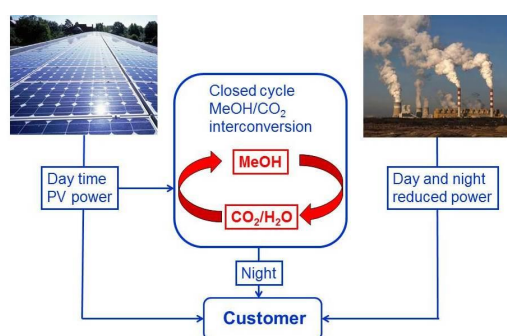 Closed cycle
MeOH/CO₂
interconversion
MeOH
CO₂/H₂O
Day time
PV power
Day and night
reduced power
Night
Customer